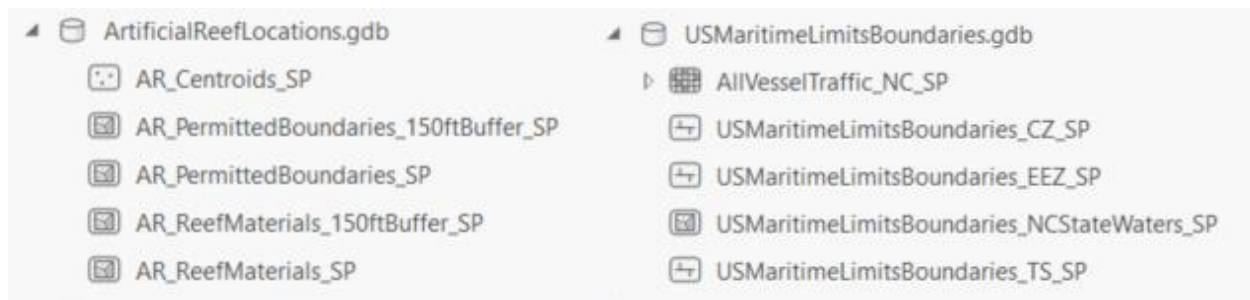 ArtificialReefLocations.gdb
AR_Centroids_SP
AR_PermittedBoundaries_150ftBuffer_SP
AR_PermittedBoundaries_SP
AR_ReefMaterials_150ftBuffer_SP
AR_ReefMaterials_SP
USMaritimeLimitsBoundaries.gdb
AllVesselTraffic_NC_SP
USMaritimeLimitsBoundaries_CZ_SP
USMaritimeLimitsBoundaries_EEZ_SP
USMaritimeLimitsBoundaries_NCStateWaters_SP
USMaritimeLimitsBoundaries_TS_SP